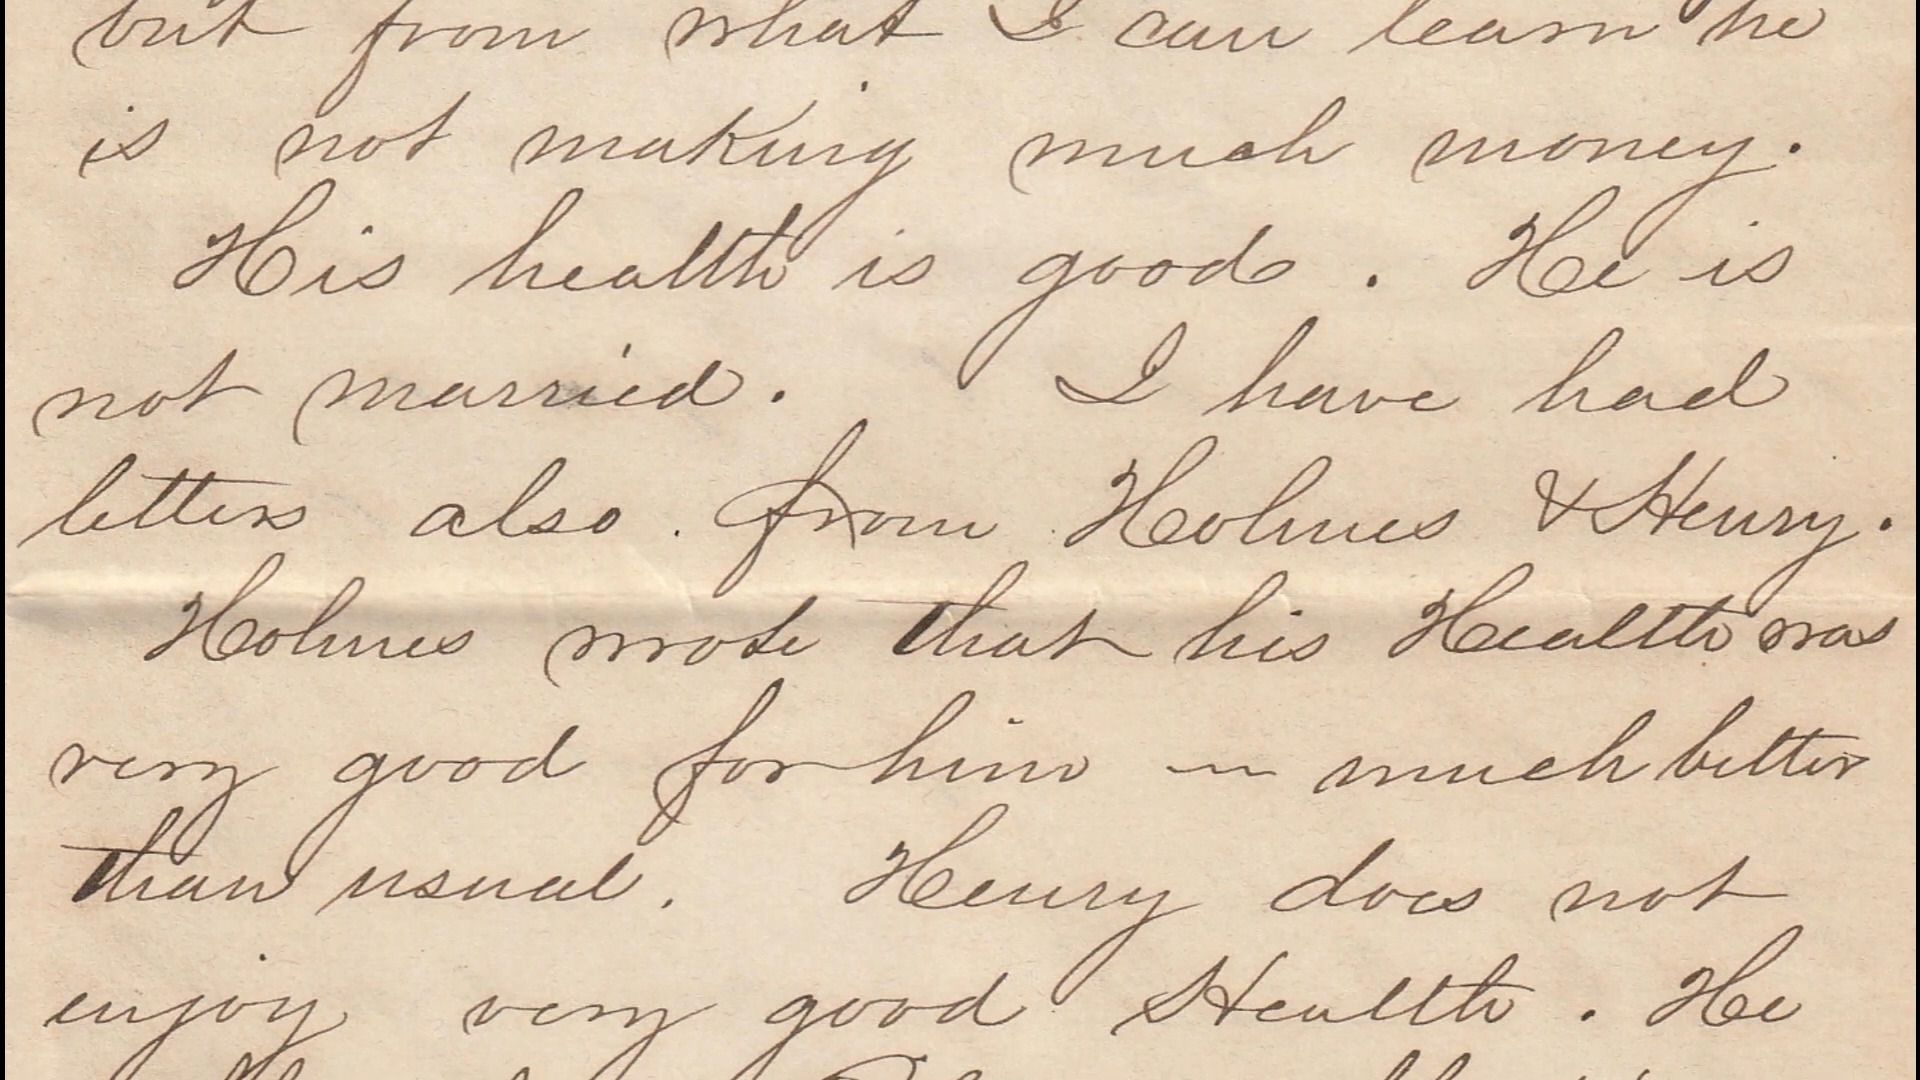 but from what I can learn he
is not making much money.
His health is good. He is
not married. I have had
letters also. from Holmes & Henry.
Holmes wrote that his Health was
very good for him — much better
than usual. Henry does not
enjoy very good Health. He